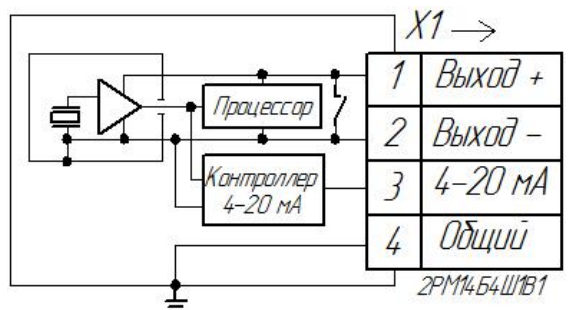 X1
1 Выход +
Процессор
2 Выход –
Контроллер
4–20 мА
3 4–20 мА
4 Общий
2РМ14Б4Ш1В1